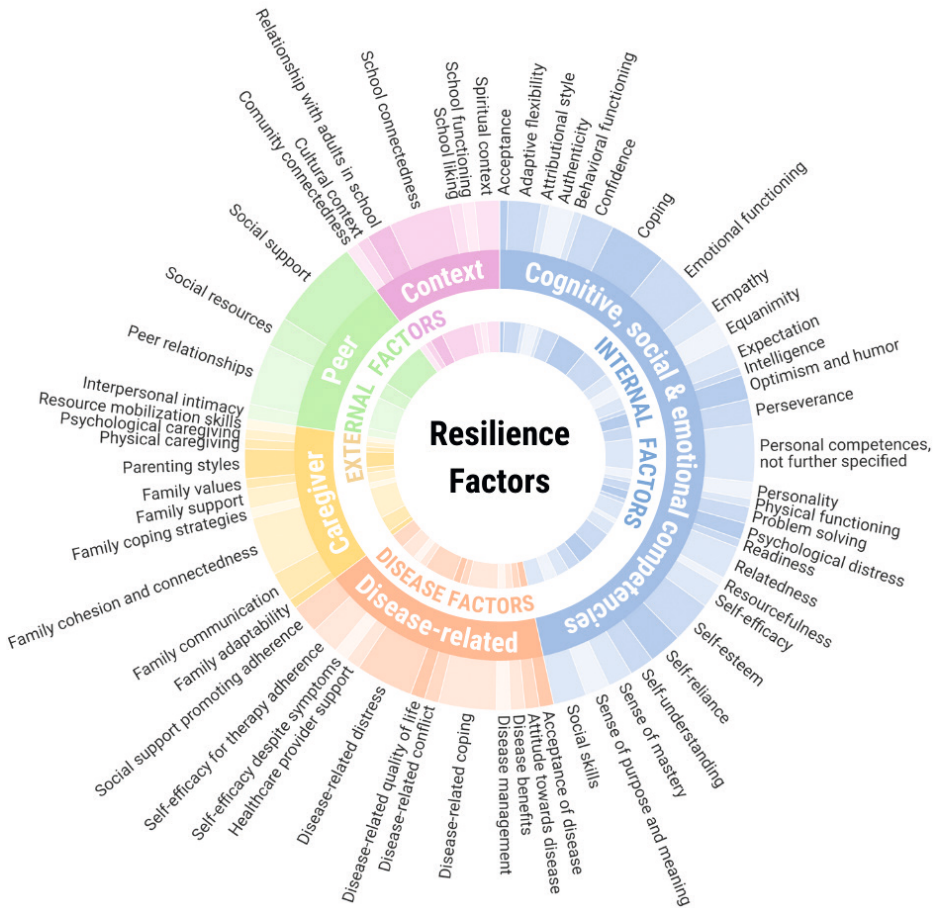 Resilience
Factors
INTERNAL FACTORS
DISEASE FACTORS
EXTERNAL FACTORS
Cognitive, social & emotional competencies
Disease-related
Caregiver
Peer
Context
Acceptance
Adaptive flexibility
Attributional style
Authenticity
Behavioral functioning
Confidence
Coping
Emotional functioning
Empathy
Equanimity
Expectation
Intelligence
Optimism and humor
Perseverance
Personal competences,
not further specified
Personality
Physical functioning
Problem solving
Psychological distress
Readiness
Relatedness
Resourcefulness
Self-efficacy
Self-esteem
Self-reliance
Self-understanding
Sense of mastery
Sense of purpose and meaning
Social skills
Acceptance of disease
Attitude towards disease
Disease benefits
Disease management
Disease-related coping
Disease-related conflict
Disease-related quality of life
Disease-related distress
Healthcare provider support
Self-efficacy despite symptoms
Self-efficacy for therapy adherence
Social support promoting adherence
Family adaptability
Family communication
Family cohesion and connectedness
Family coping strategies
Family support
Family values
Parenting styles
Physical caregiving
Psychological caregiving
Resource mobilization skills
Interpersonal intimacy
Peer relationships
Social resources
Social support
Comunity connectedness
Cultural context
Relationship with adults in school
School connectedness
School liking
School functioning
Spiritual context